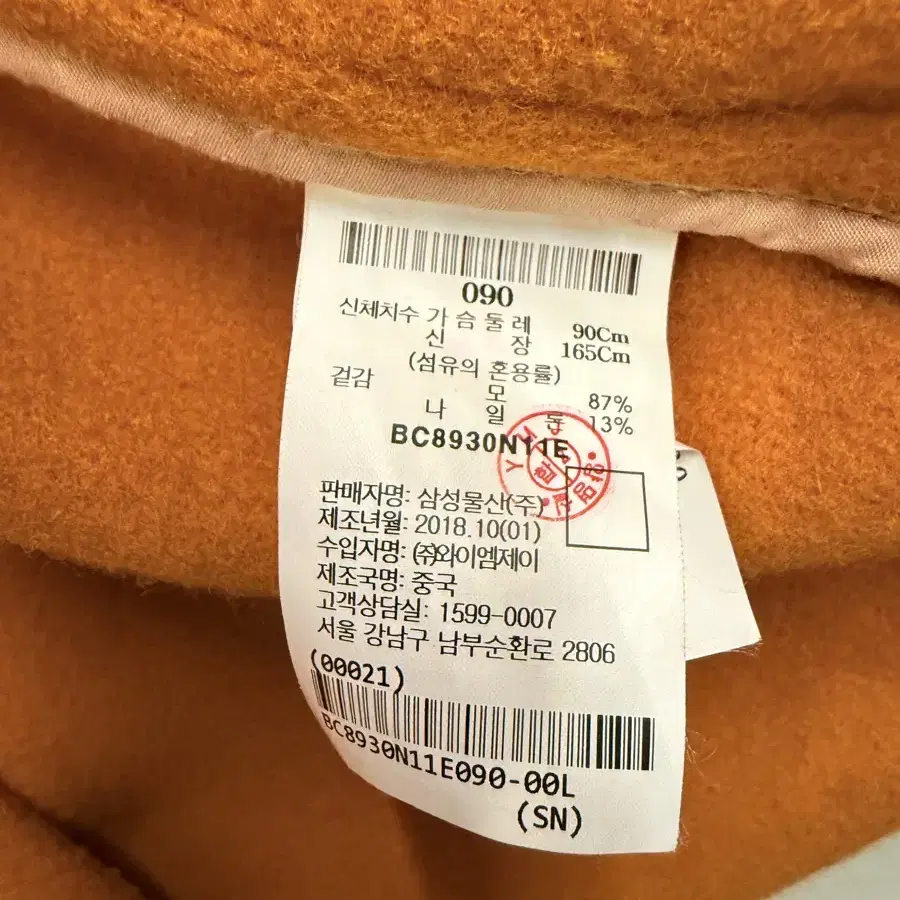 090
신체치수 가 슴 둘 레 90Cm
신 장 165Cm
(섬유의 혼용률)
겉감
모 87%
나 일 론 13%
BC8930N11E
판매자명: 삼성물산(주)
제조년월: 2018.10(01)
수입자명: ㈜와이엠제이
제조국명: 중국
고객상담실: 1599-0007
서울 강남구 남부순환로 2806
(00021)
BC8930N11E090-00L
(SN)